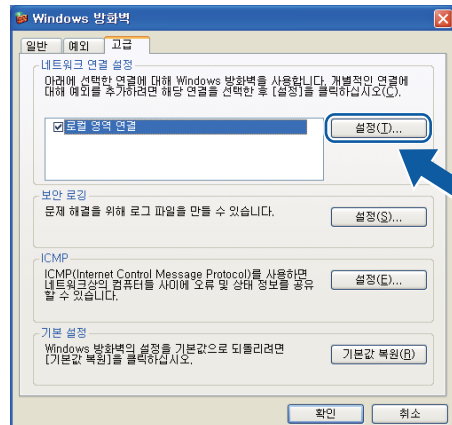 Windows 방화벽
일반 예외 고급
네트워크 연결 설정
아래에 선택한 연결에 대해 Windows 방화벽을 사용합니다. 개별적인 연결에
대해 예외를 추가하려면 해당 연결을 선택한 후 [설정]을 클릭하십시오(C).
로컬 영역 연결
설정(T)...
보안 로깅
문제 해결을 위해 로그 파일을 만들 수 있습니다.
설정(S)...
ICMP
ICMP(Internet Control Message Protocol)를 사용하면
네트워크상의 컴퓨터들 사이에 오류 및 상태 정보를 공유
할 수 있습니다.
설정(E)...
기본 설정
Windows 방화벽의 설정을 기본값으로 되돌리려면
[기본값 복원]을 클릭하십시오.
기본값 복원(R)
확인 취소